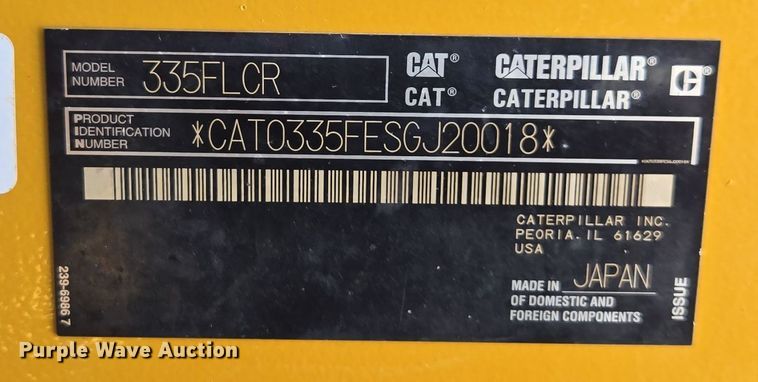 MODEL NUMBER 335FLCR
CAT® CATERPILLAR® ®
CAT® CATERPILLAR®
PRODUCT IDENTIFICATION NUMBER *CAT0335FESGJ20018*
CATERPILLAR INC.
PEORIA. IL 61629
USA
MADE IN JAPAN
OF DOMESTIC AND
FOREIGN COMPONENTS
ISSUE
239-6986 7
Purple Wave Auction